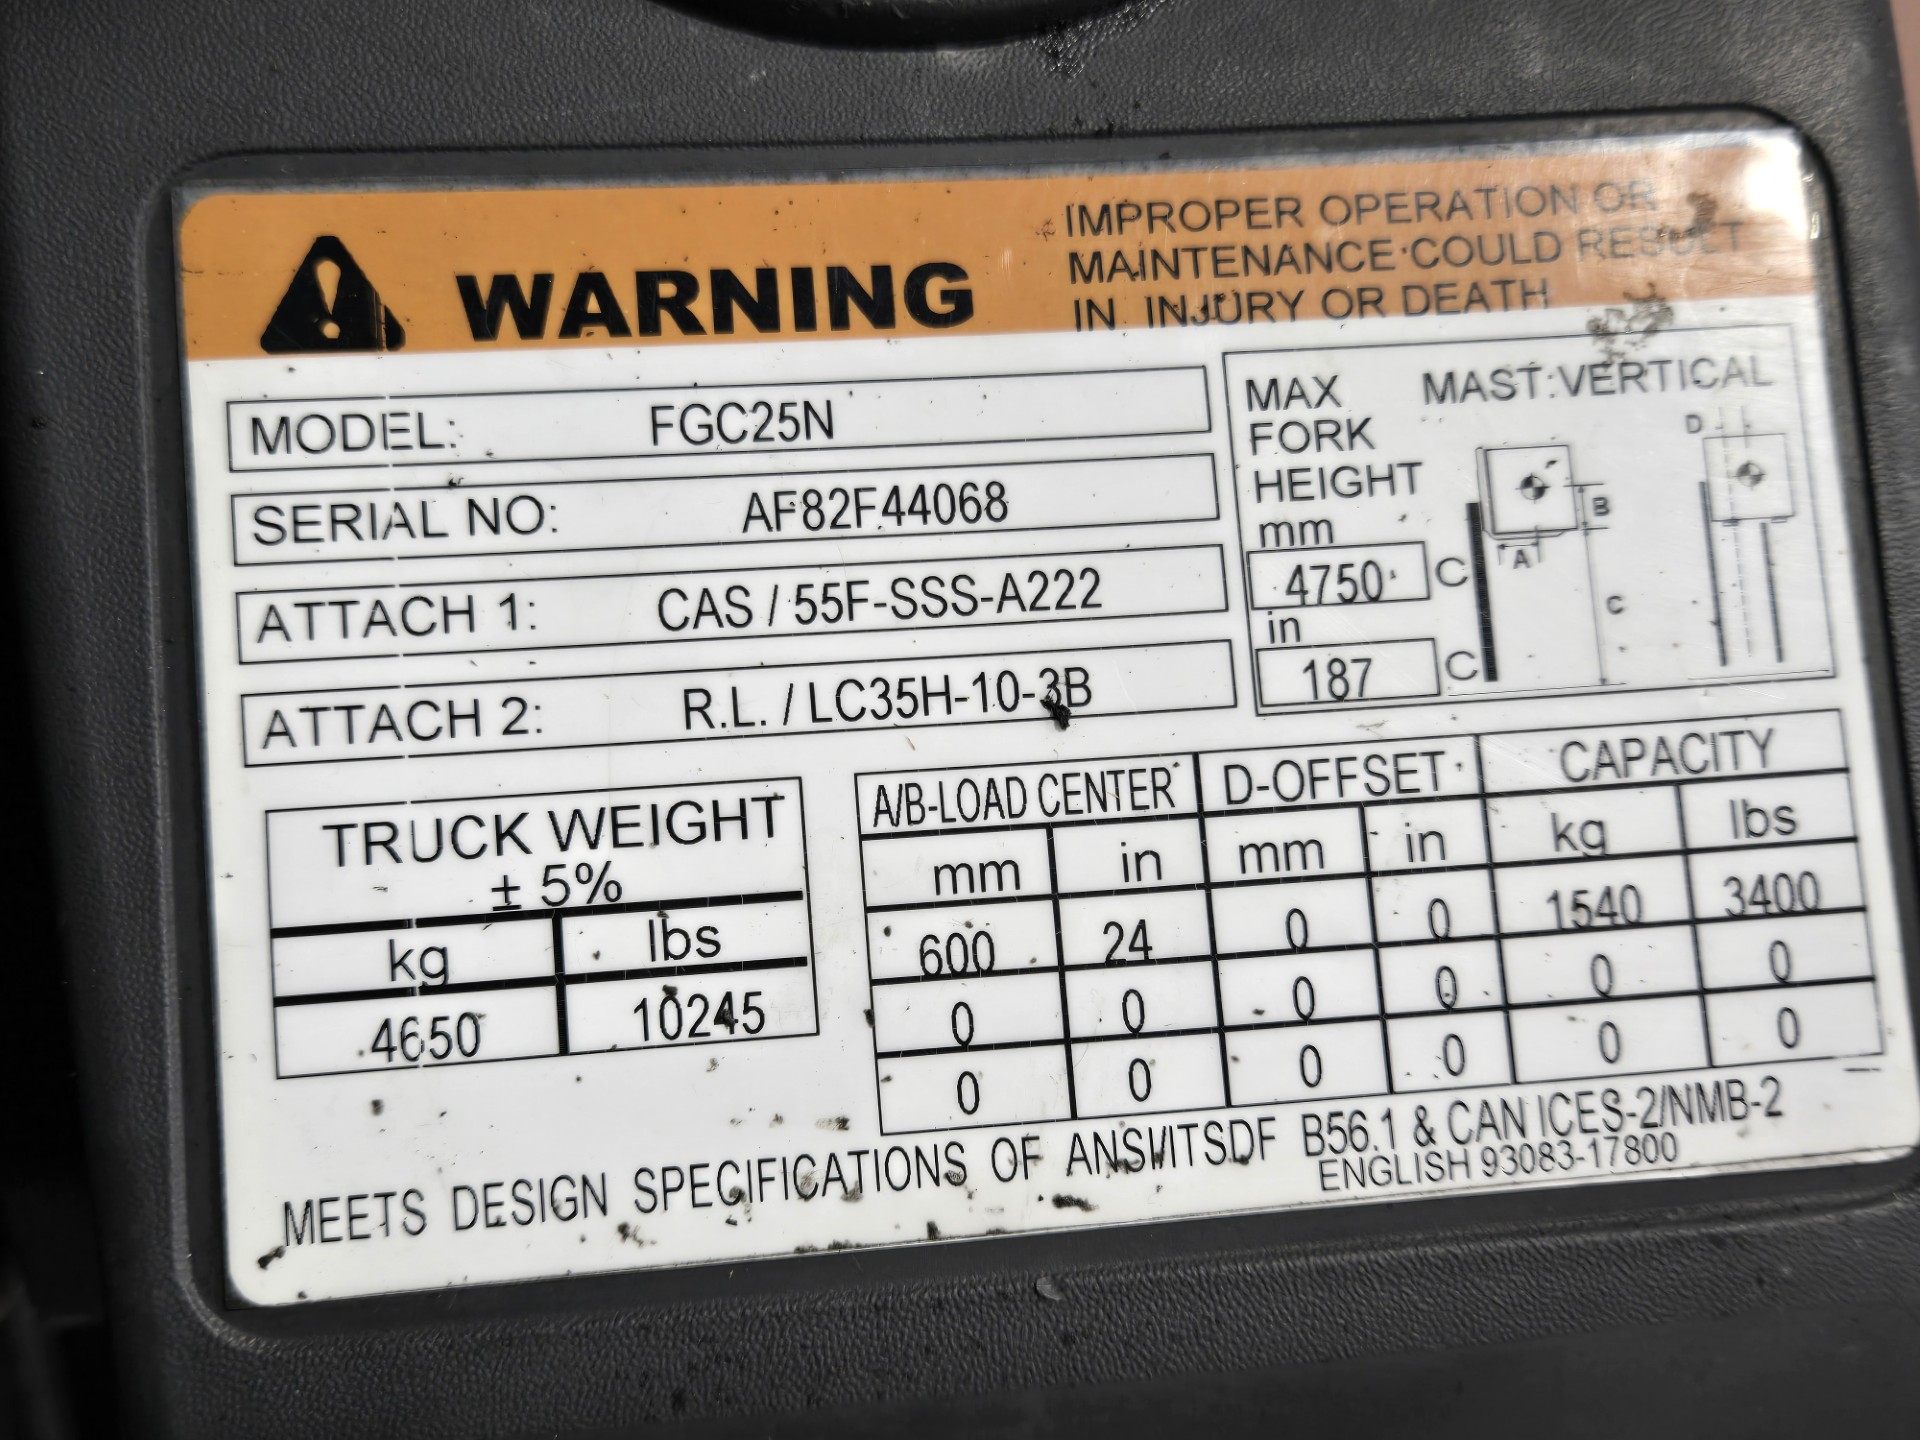 WARNING
IMPROPER OPERATION OR
MAINTENANCE COULD RESULT
IN INJURY OR DEATH
MODEL: FGC25N
SERIAL NO: AF82F44068
ATTACH 1: CAS / 55F-SSS-A222
ATTACH 2: R.L. / LC35H-10-3B
MAX MAST:VERTICAL
FORK
HEIGHT
mm
4750 C
in
187 C
D
B
A
C
TRUCK WEIGHT
± 5%
kg lbs
4650 10245
A/B-LOAD CENTER D-OFFSET CAPACITY
mm in mm in kg lbs
600 24 0 0 1540 3400
0 0 0 0 0 0
0 0 0 0 0 0
MEETS DESIGN SPECIFICATIONS OF ANSI/ITSDF B56.1 & CAN ICES-2/NMB-2
ENGLISH 93083-17800